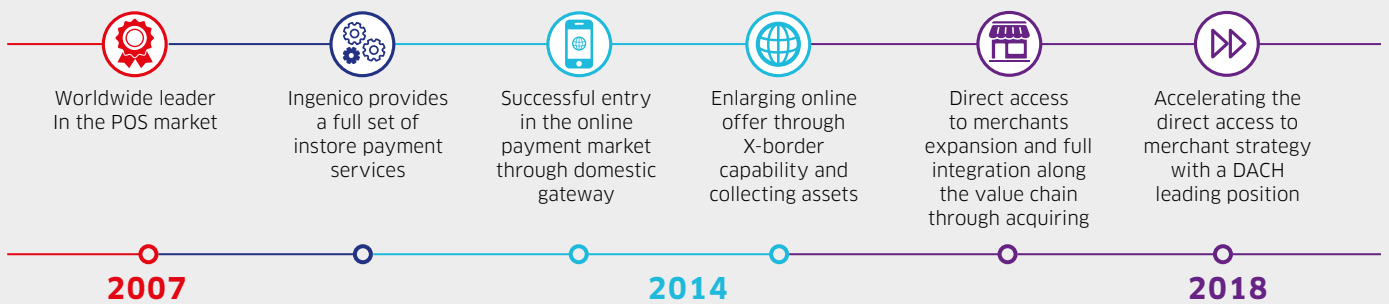 Worldwide leader
In the POS market
Ingenico provides
a full set of
instore payment
services
Successful entry
in the online
payment market
through domestic
gateway
Enlarging online
offer through
X-border
capability and
collecting assets
Direct access
to merchants
expansion and full
integration along
the value chain
through acquiring
Accelerating the
direct access to
merchant strategy
with a DACH
leading position
2007
2014
2018